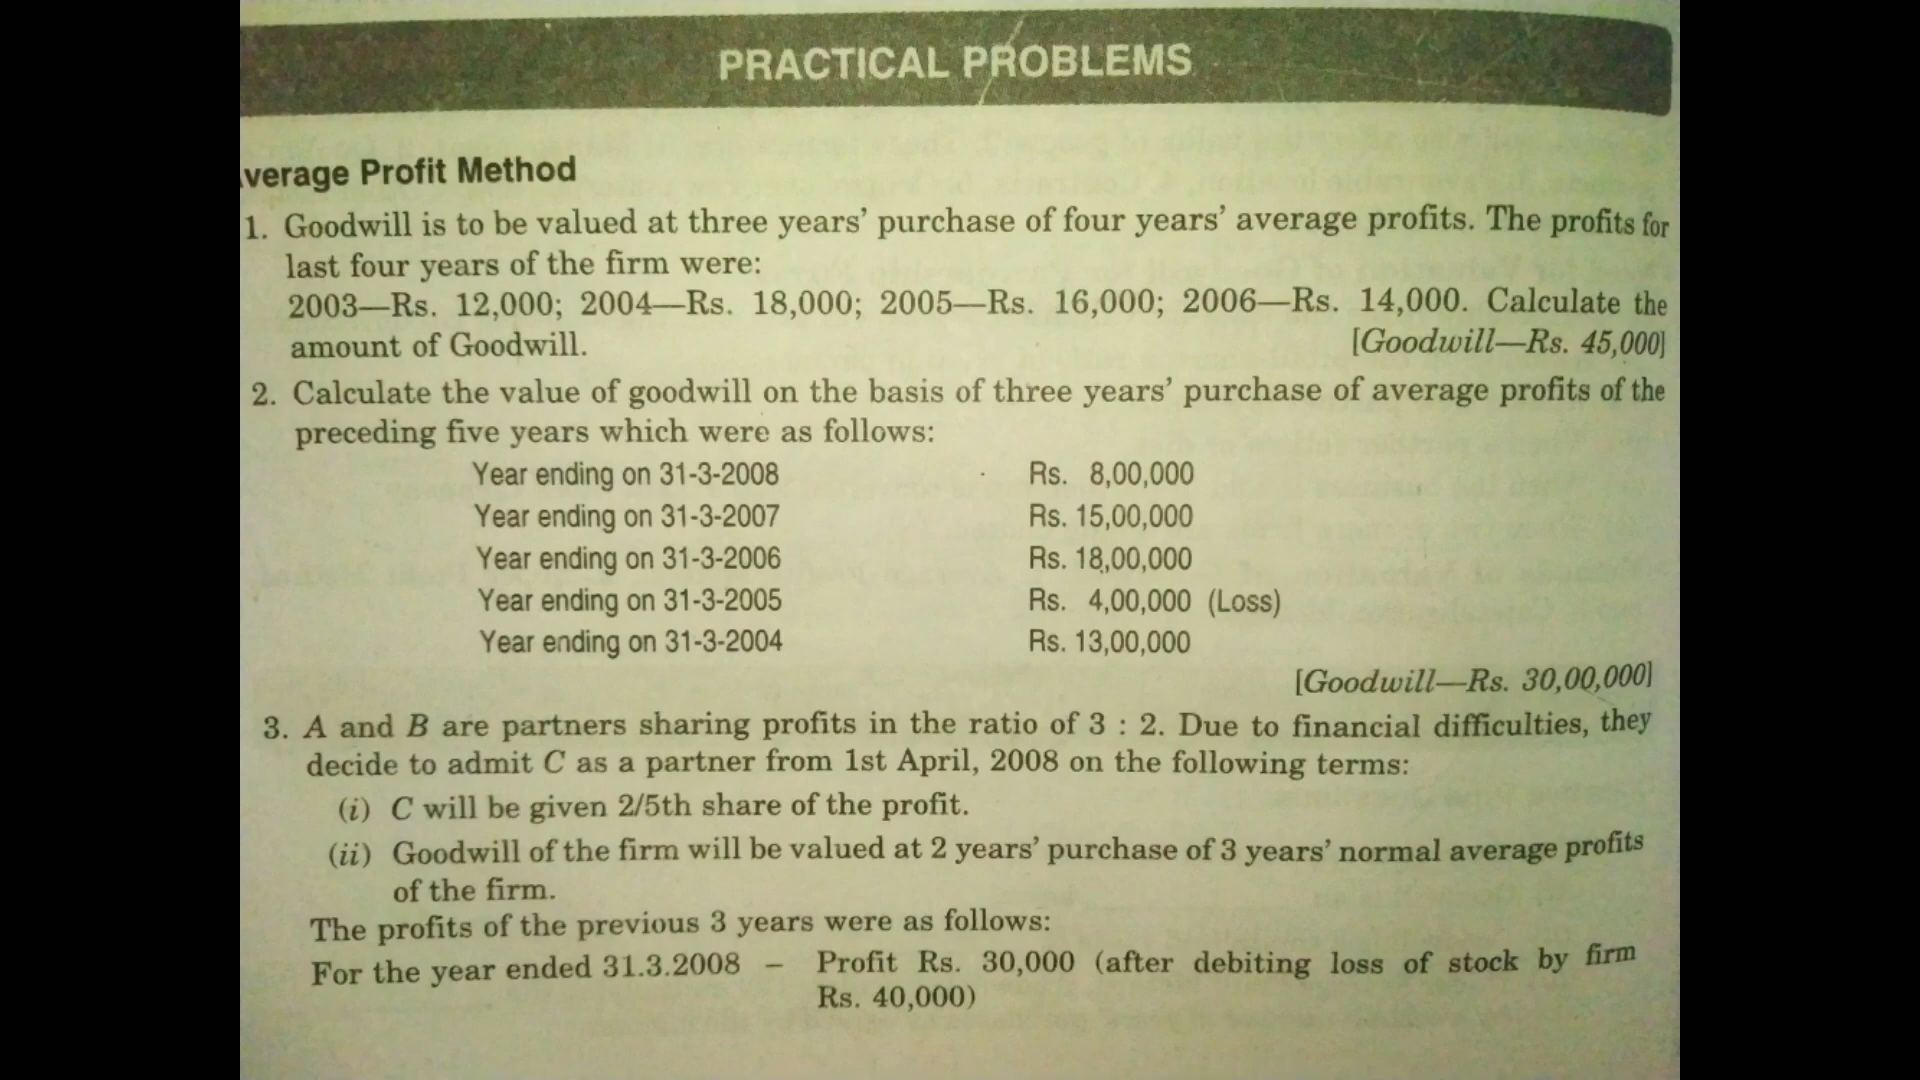 PRACTICAL PROBLEMS
verage Profit Method
1. Goodwill is to be valued at three years' purchase of four years' average profits. The profits for
last four years of the firm were:
2003—Rs. 12,000; 2004—Rs. 18,000; 2005—Rs. 16,000; 2006—Rs. 14,000. Calculate the
amount of Goodwill. [Goodwill—Rs. 45,000]
2. Calculate the value of goodwill on the basis of three years' purchase of average profits of the
preceding five years which were as follows:
Year ending on 31-3-2008 Rs. 8,00,000
Year ending on 31-3-2007 Rs. 15,00,000
Year ending on 31-3-2006 Rs. 18,00,000
Year ending on 31-3-2005 Rs. 4,00,000 (Loss)
Year ending on 31-3-2004 Rs. 13,00,000
[Goodwill—Rs. 30,00,000]
3. A and B are partners sharing profits in the ratio of 3 : 2. Due to financial difficulties, they
decide to admit C as a partner from 1st April, 2008 on the following terms:
(i) C will be given 2/5th share of the profit.
(ii) Goodwill of the firm will be valued at 2 years' purchase of 3 years' normal average profits
of the firm.
The profits of the previous 3 years were as follows:
For the year ended 31.3.2008 – Profit Rs. 30,000 (after debiting loss of stock by firm
Rs. 40,000)